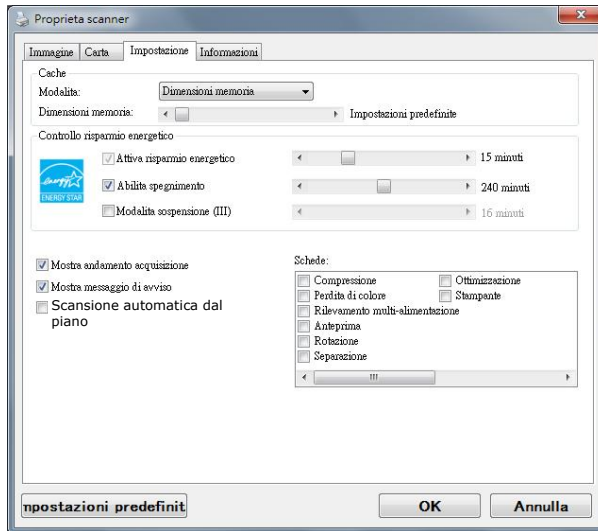 Proprieta scanner
Immagine Carta Impostazione Informazioni
Cache
Modalita: Dimensioni memoria
Dimensioni memoria: Impostazioni predefinite
Controllo risparmio energetico
Attiva risparmio energetico 15 minuti
energy
ENERGY STAR
Abilita spegnimento 240 minuti
Modalita sospensione (III) 16 minuti
Mostra andamento acquisizione
Mostra messaggio di avviso
Scansione automatica dal
piano
Schede:
Compressione Ottimizzazione
Perdita di colore Stampante
Rilevamento multi-alimentazione
Anteprima
Rotazione
Separazione
npostazioni predefinit OK Annulla